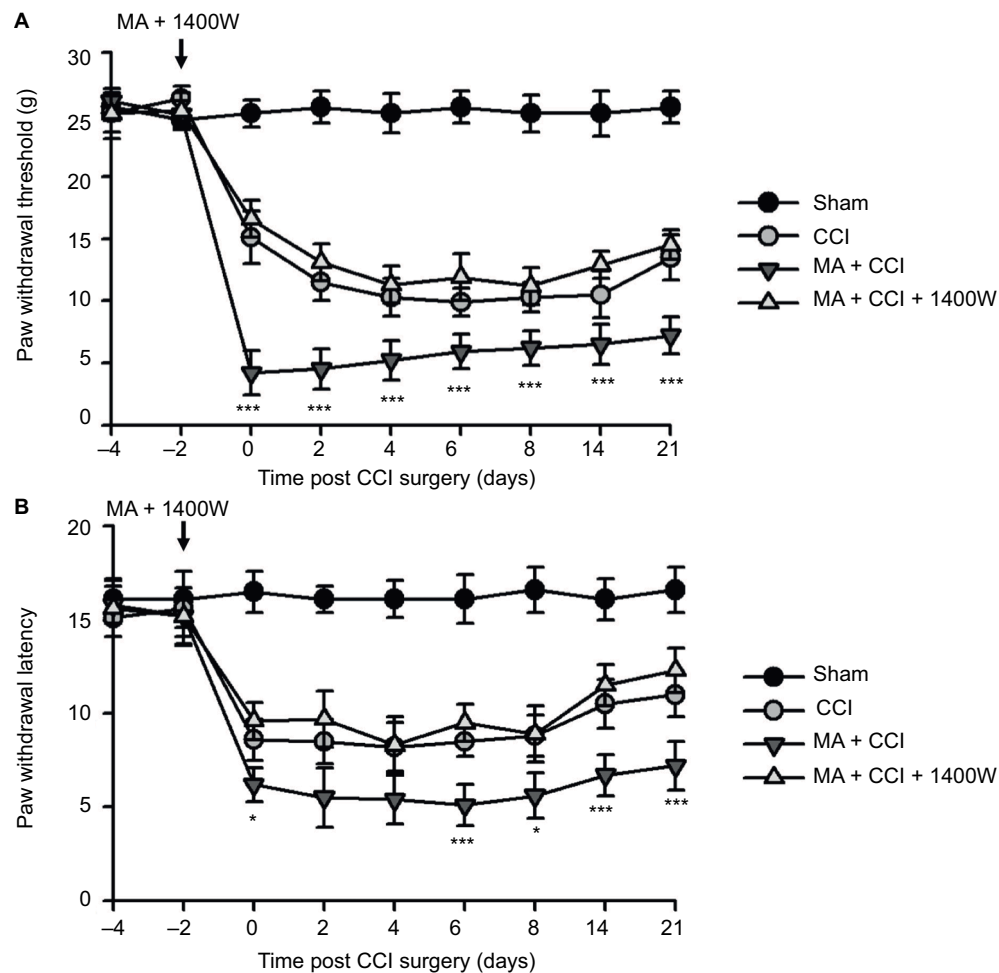 A
MA + 1400W
30
25
20
15
10
5
0
Paw withdrawal threshold (g)
*** *** *** *** *** *** ***
–4 –2 0 2 4 6 8 14 21
Time post CCI surgery (days)
Sham
CCI
MA + CCI
MA + CCI + 1400W
B
MA + 1400W
20
15
10
5
0
Paw withdrawal latency
* *** * *** ***
–4 –2 0 2 4 6 8 14 21
Time post CCI surgery (days)
Sham
CCI
MA + CCI
MA + CCI + 1400W